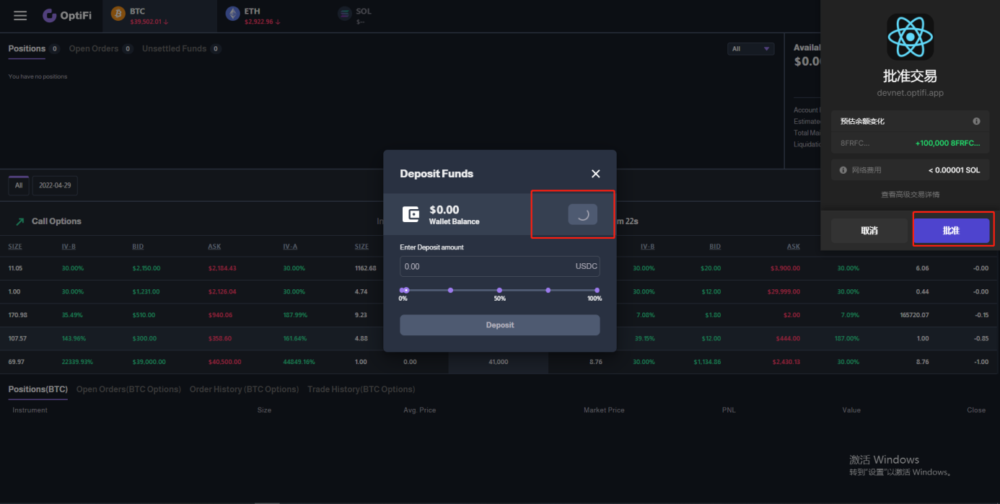 OptiFi
BTC
$39,502.01 ↓
ETH
$2,922.96 ↓
SOL
$--
Positions 0 Open Orders 0 Unsettled Funds 0
All
You have no positions
Availal
$0.0
Account
Estimate
Total Mai
Liquidati
批准交易
devnet.optifi.app
预估余额变化
8FRFC... +100,000 8FRFC...
网络费用 < 0.00001 SOL
查看高级交易详情
取消 批准
All 2022-04-29
Call Options
In
m 22s
Deposit Funds
$0.00
Wallet Balance
Enter Deposit amount
0.00 USDC
0% 50% 100%
Deposit
SIZE IV-B BID ASK IV-A SIZE IV-B BID ASK
11.05 30.00% $2,150.00 $2,184.43 30.00% 1162.68 30.00% $20.00 $3,900.00 30.00% 6.06 -0.00
1.00 30.00% $1,231.00 $2,126.04 30.00% 4.74 30.00% $12.00 $29,999.00 30.00% 0.44 -0.00
170.98 35.49% $510.00 $940.06 187.99% 9.23 7.08% $1.80 $2.00 7.09% 165720.07 -0.15
107.57 143.96% $300.00 $358.60 161.64% 4.88 39.15% $12.00 $444.00 187.00% 1.00 -0.85
69.97 22339.93% $39,000.00 $40,500.00 44849.16% 1.00 0.00 41,000 8.76 30.00% $1,134.86 $2,430.13 30.00% 8.76 -1.00
Positions(BTC) Open Orders(BTC Options) Order History (BTC Options) Trade History(BTC Options)
Instrument Size Avg. Price Market Price PNL Value Close
激活 Windows
转到"设置"以激活 Windows。